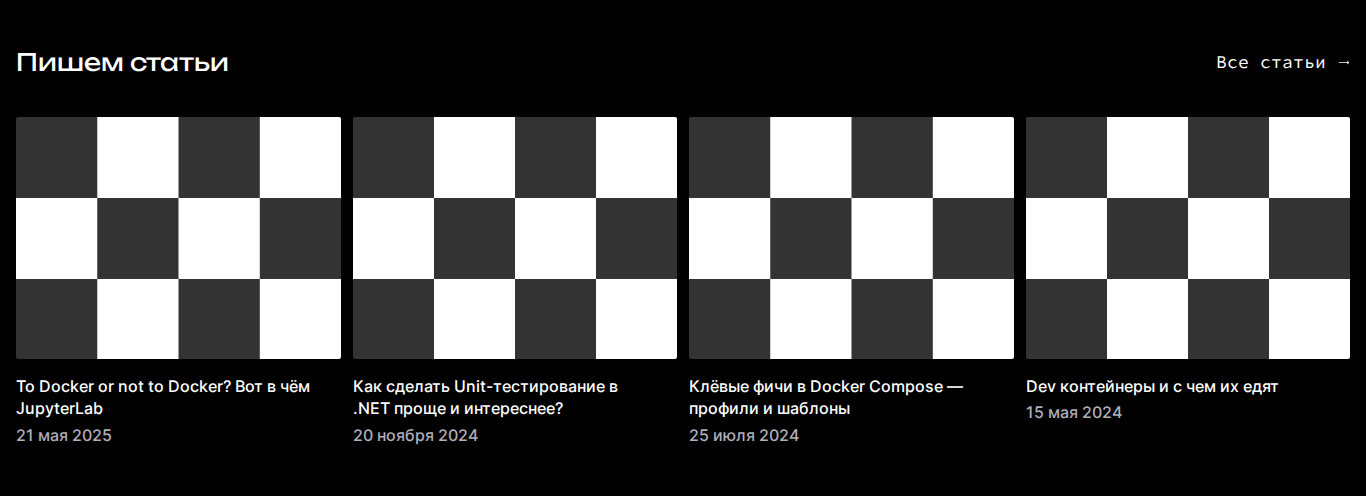 Пишем статьи
Все статьи →
To Docker or not to Docker? Вот в чём
JupyterLab
21 мая 2025
Как сделать Unit-тестирование в
.NET проще и интереснее?
20 ноября 2024
Клёвые фичи в Docker Compose —
профили и шаблоны
25 июля 2024
Dev контейнеры и с чем их едят
15 мая 2024